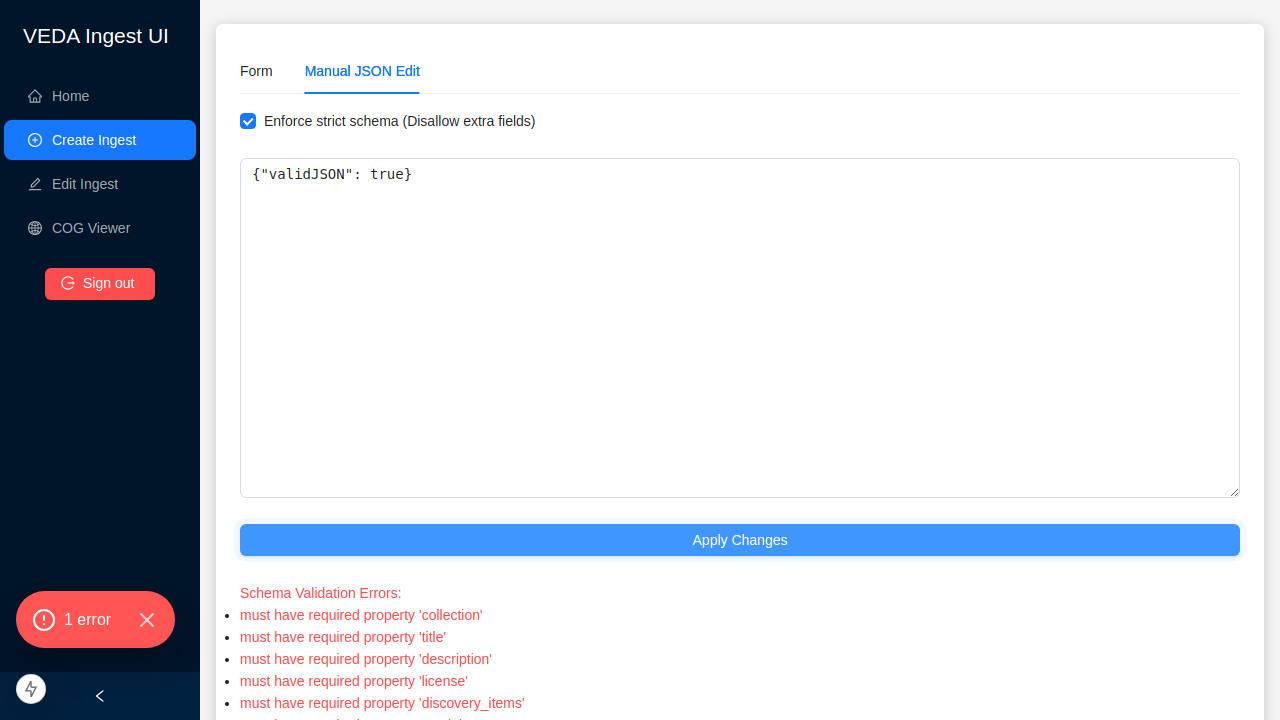 VEDA Ingest UI
Home
Create Ingest
Edit Ingest
COG Viewer
Sign out
1 error
Form
Manual JSON Edit
Enforce strict schema (Disallow extra fields)
{"validJSON": true}
Apply Changes
Schema Validation Errors:
must have required property 'collection'
must have required property 'title'
must have required property 'description'
must have required property 'license'
must have required property 'discovery_items'